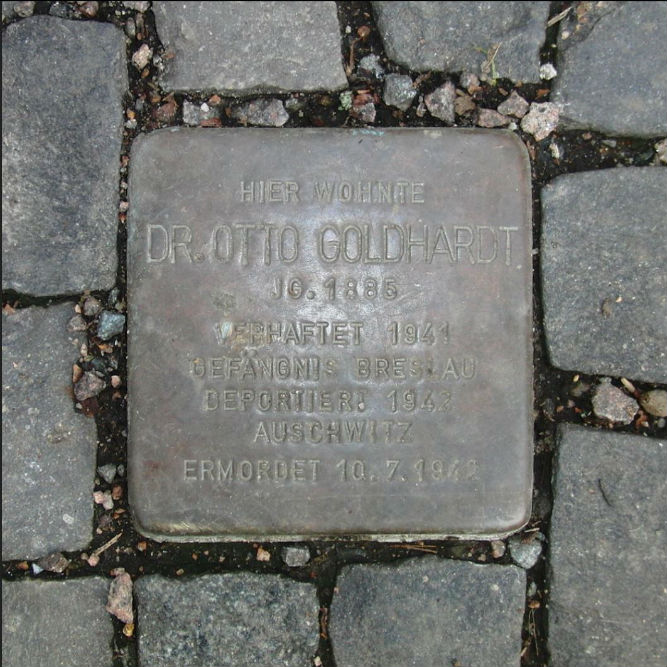 HIER WOHNTE
DR. OTTO GOLDHARDT
JG. 1885
VERHAFTET 1941
GEFÄNGNIS BRESLAU
DEPORTIERT 1942
AUSCHWITZ
ERMORDET 10.7.1942